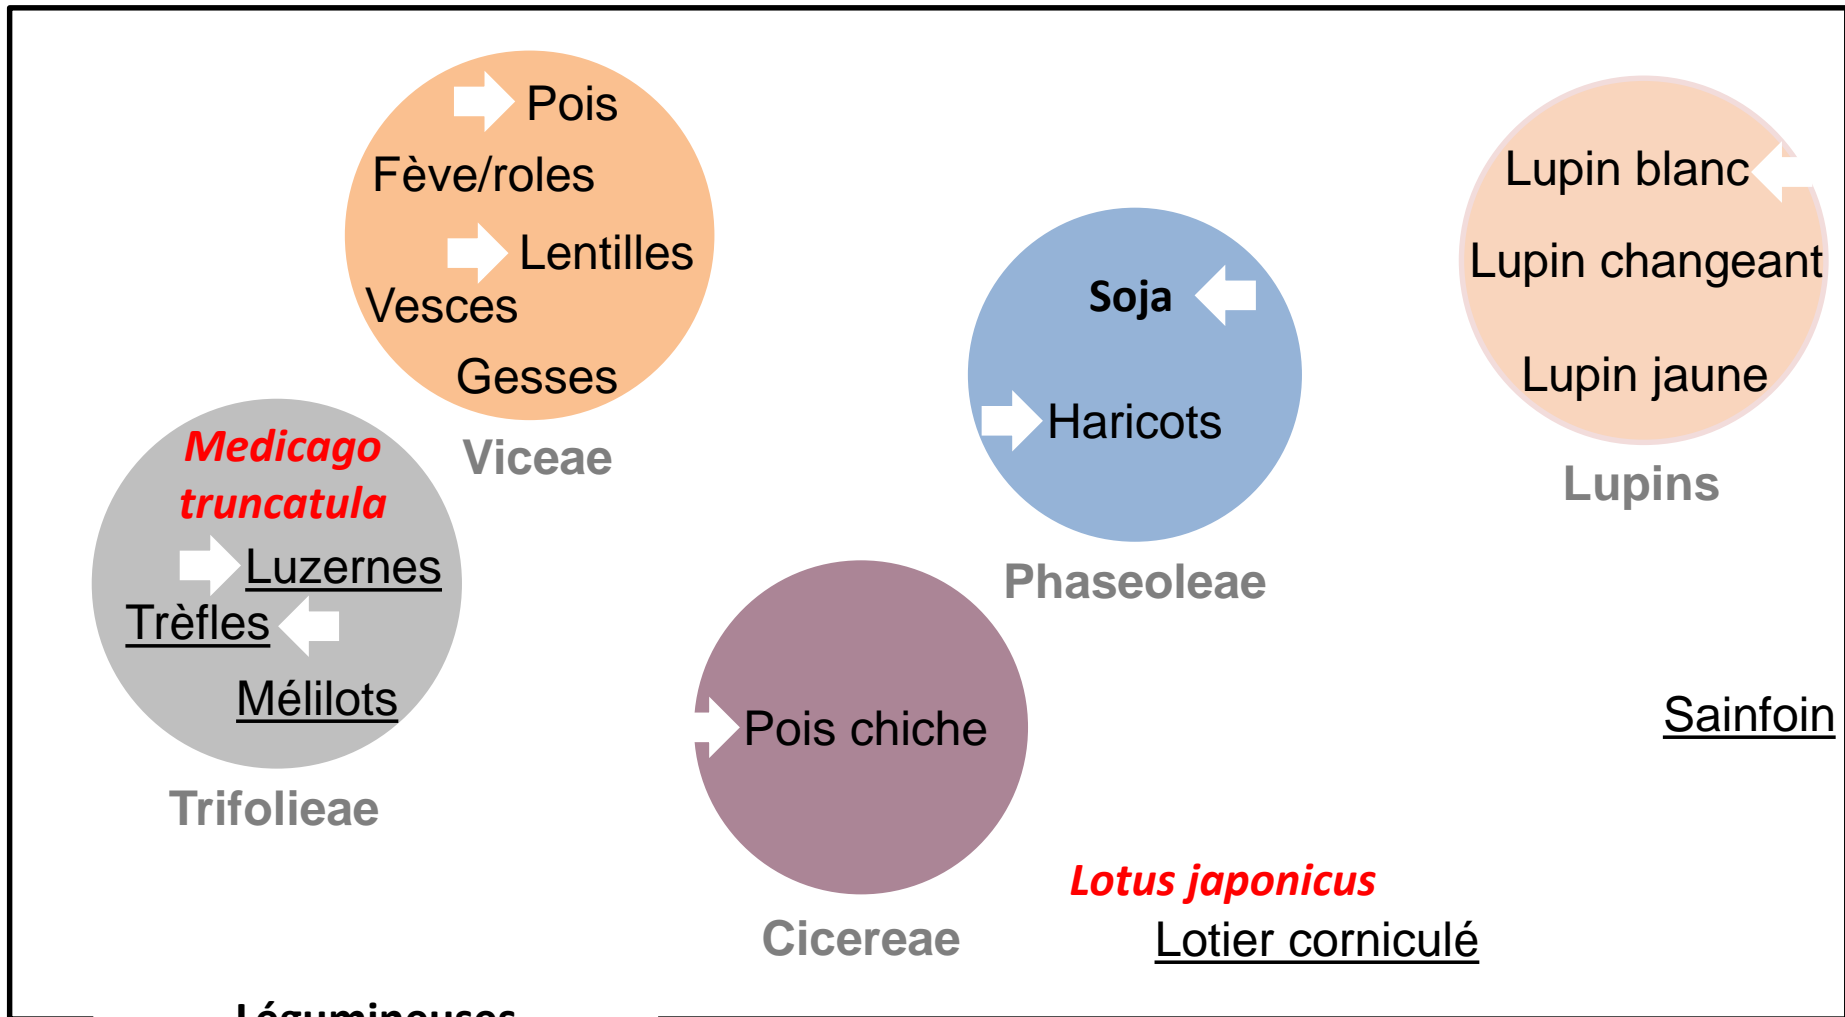 Pois
Fève/roles
Lentilles
Vesces
Gesses
Viceae
Lupin blanc
Lupin changeant
Lupin jaune
Lupins
Soja
Haricots
Phaseoleae
Medicago
truncatula
Luzernes
Trèfles
Mélilots
Trifolieae
Pois chiche
Cicereae
Sainfoin
Lotus japonicus
Lotier corniculé
Légumineuses